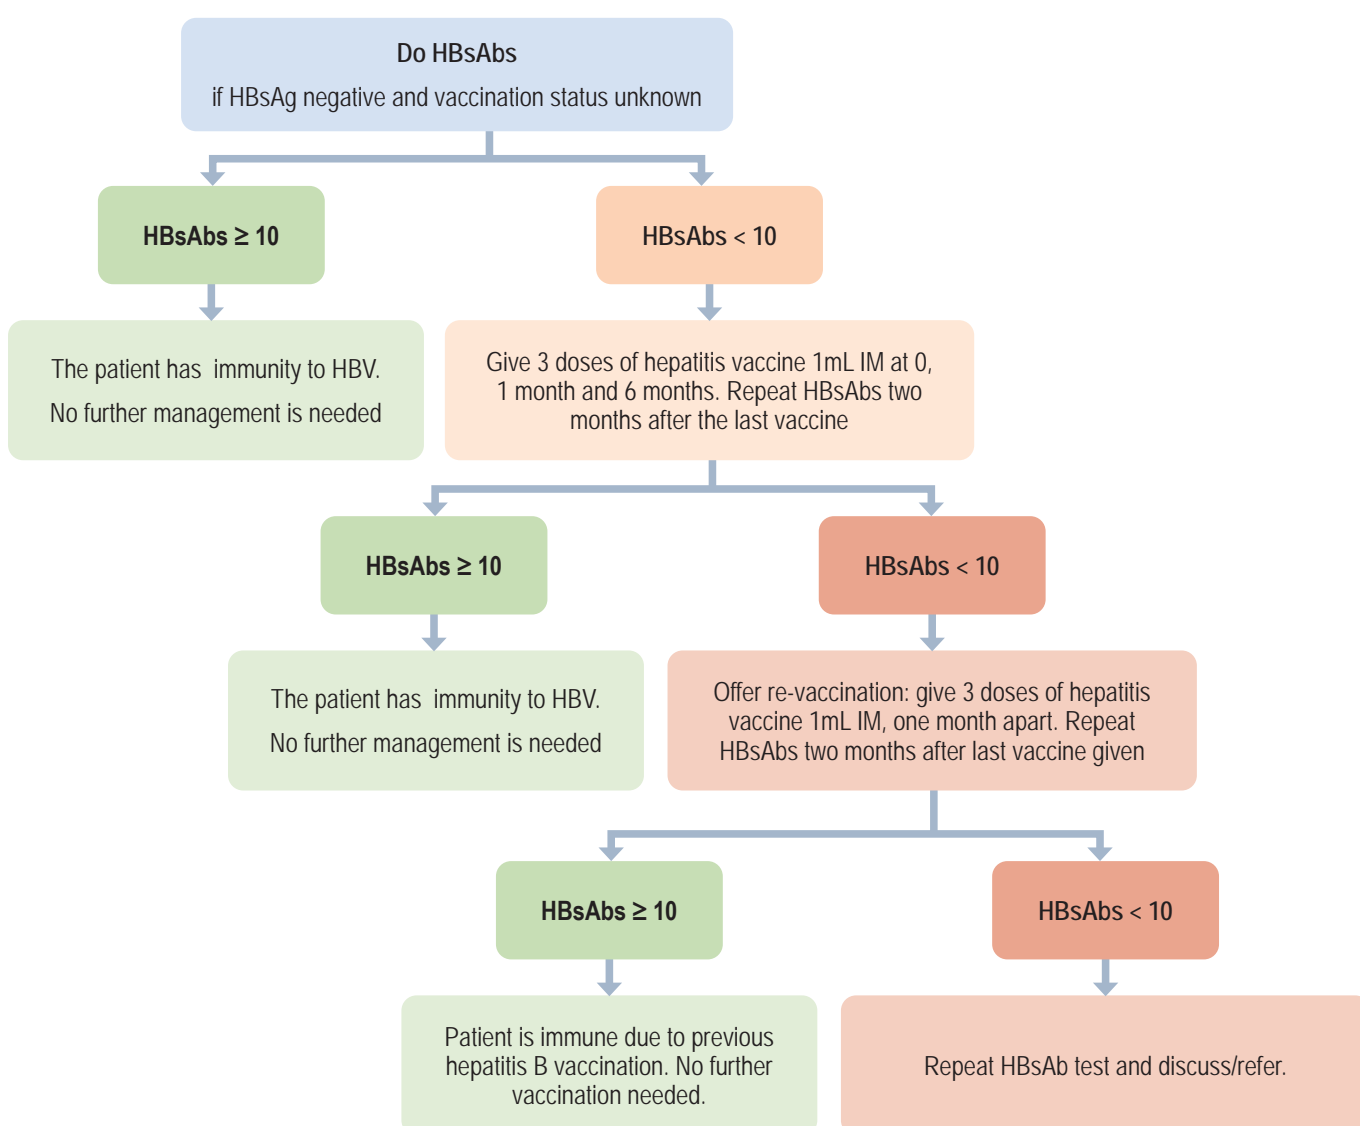 Do HBsAbs
if HBsAg negative and vaccination status unknown
HBsAbs ≥ 10
HBsAbs < 10
The patient has immunity to HBV.
No further management is needed
Give 3 doses of hepatitis vaccine 1mL IM at 0,
1 month and 6 months. Repeat HBsAbs two
months after the last vaccine
HBsAbs ≥ 10
HBsAbs < 10
The patient has immunity to HBV.
No further management is needed
Offer re-vaccination: give 3 doses of hepatitis
vaccine 1mL IM, one month apart. Repeat
HBsAbs two months after last vaccine given
HBsAbs ≥ 10
HBsAbs < 10
Patient is immune due to previous
hepatitis B vaccination. No further
vaccination needed.
Repeat HBsAb test and discuss/refer.